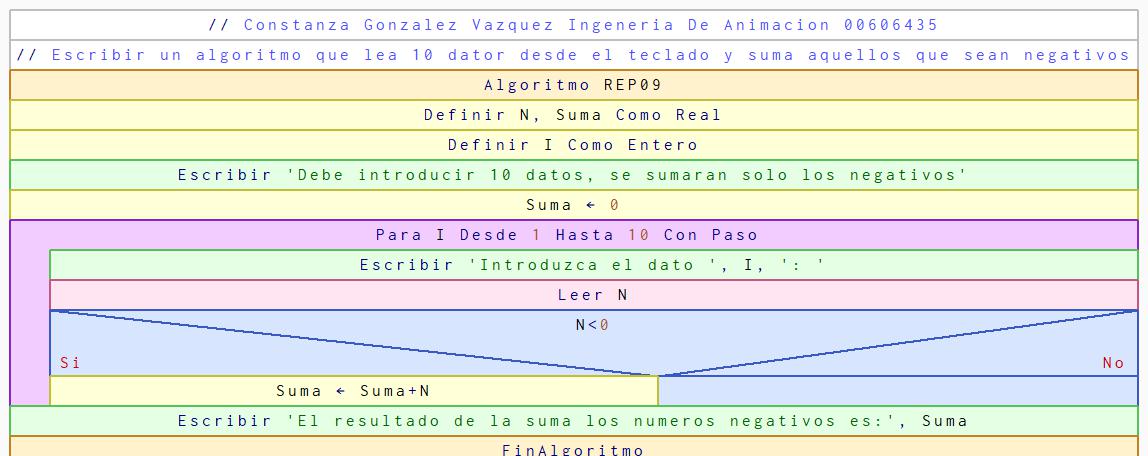 // Constanza Gonzalez Vazquez Ingeneria De Animacion 00606435
// Escribir un algoritmo que lea 10 dator desde el teclado y suma aquellos que sean negativos
Algoritmo REP09
Definir N, Suma Como Real
Definir I Como Entero
Escribir 'Debe introducir 10 datos, se sumaran solo los negativos'
Suma ← 0
Para I Desde 1 Hasta 10 Con Paso
Escribir 'Introduzca el dato ', I, ': '
Leer N
N<0
Si No
Suma ← Suma+N
Escribir 'El resultado de la suma los numeros negativos es:', Suma
FinAlgoritmo